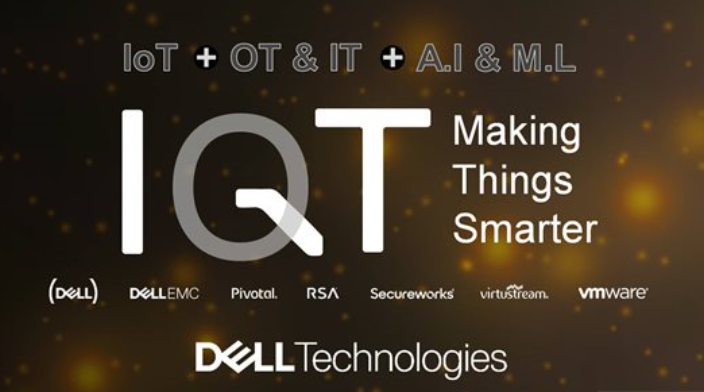 IoT + OT & IT + A.I & M.L
IQT
Making
Things
Smarter
(DELL) DELLEMC Pivotal. RSA Secureworks virtustream. vmware
DELLTechnologies